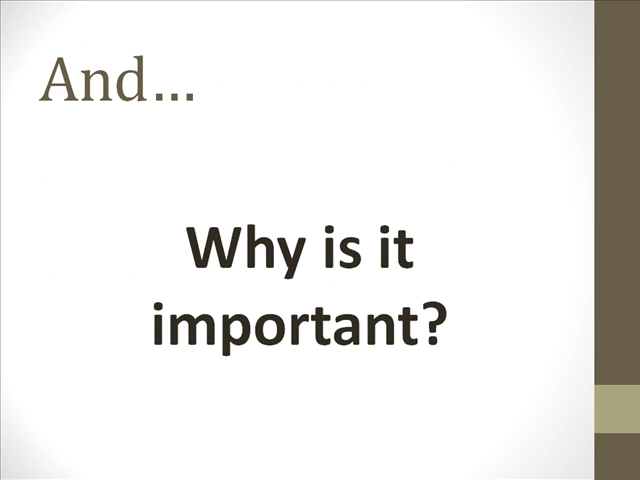 And…
Why is it
important?